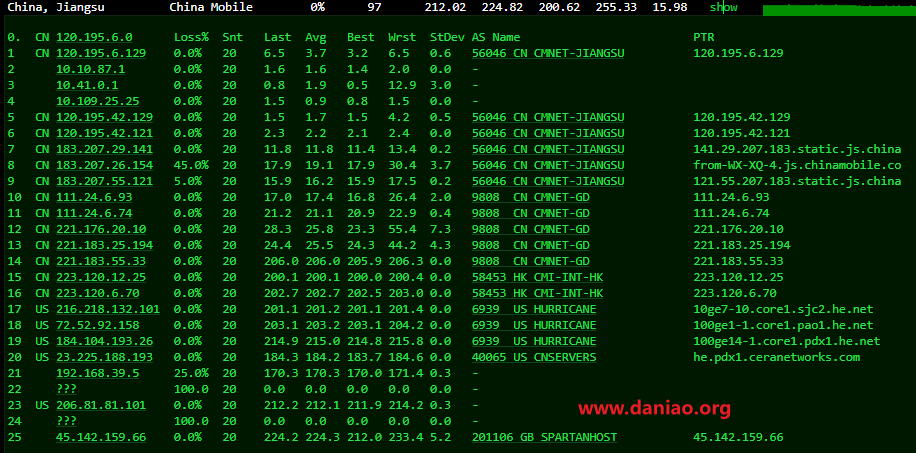 China, Jiangsu China Mobile 0% 97 212.02 224.82 200.62 255.33 15.98 show
0. CN 120.195.6.0 Loss% Snt Last Avg Best Wrst StDev AS Name PTR
1 CN 120.195.6.129 0.0% 20 6.5 3.7 3.2 6.5 0.6 56046 CN CMNET-JIANGSU 120.195.6.129
2 10.10.87.1 0.0% 20 1.6 1.6 1.4 2.0 0.0 -
3 10.41.0.1 0.0% 20 0.8 1.9 0.5 12.9 3.0 -
4 10.109.25.25 0.0% 20 1.5 0.9 0.8 1.5 0.0 -
5 CN 120.195.42.129 0.0% 20 1.5 1.7 1.5 4.2 0.5 56046 CN CMNET-JIANGSU 120.195.42.129
6 CN 120.195.42.121 0.0% 20 2.3 2.2 2.1 2.4 0.0 56046 CN CMNET-JIANGSU 120.195.42.121
7 CN 183.207.29.141 0.0% 20 11.8 11.8 11.4 13.4 0.2 56046 CN CMNET-JIANGSU 141.29.207.183.static.js.china
8 CN 183.207.26.154 45.0% 20 17.9 19.1 17.9 30.4 3.7 56046 CN CMNET-JIANGSU from-WX-XQ-4.js.chinamobile.co
9 CN 183.207.55.121 5.0% 20 15.9 16.2 15.9 17.5 0.2 56046 CN CMNET-JIANGSU 121.55.207.183.static.js.china
10 CN 111.24.6.93 0.0% 20 17.0 17.4 16.8 26.4 2.0 9808 CN CMNET-GD 111.24.6.93
11 CN 111.24.6.74 0.0% 20 21.2 21.1 20.9 22.9 0.4 9808 CN CMNET-GD 111.24.6.74
12 CN 221.176.20.10 0.0% 20 28.3 25.8 23.3 55.4 7.3 9808 CN CMNET-GD 221.176.20.10
13 CN 221.183.25.194 0.0% 20 24.4 25.5 24.3 44.2 4.3 9808 CN CMNET-GD 221.183.25.194
14 CN 221.183.55.33 0.0% 20 206.0 206.0 205.9 206.3 0.0 9808 CN CMNET-GD 221.183.55.33
15 CN 223.120.12.25 0.0% 20 200.1 200.1 200.0 200.4 0.0 58453 HK CMI-INT-HK 223.120.12.25
16 CN 223.120.6.70 0.0% 20 202.7 202.7 202.5 203.0 0.0 58453 HK CMI-INT-HK 223.120.6.70
17 US 216.218.132.101 0.0% 20 201.1 201.2 201.1 201.4 0.0 6939 US HURRICANE 10ge7-10.core1.sjc2.he.net
18 US 72.52.92.158 0.0% 20 203.1 203.2 203.1 204.2 0.0 6939 US HURRICANE 100ge1-1.core1.pao1.he.net
19 US 184.104.193.26 0.0% 20 214.9 215.0 214.8 215.8 0.0 6939 US HURRICANE 100ge14-1.core1.pdx1.he.net
20 US 23.225.188.193 0.0% 20 184.3 184.2 183.7 184.6 0.0 40065 US CNSERVERS he.pdx1.ceranetworks.com
21 192.168.39.5 25.0% 20 170.3 170.3 170.0 171.4 0.3 -
22 ??? 100.0 20 0.0 0.0 0.0 0.0 0.0 -
23 US 206.81.81.101 0.0% 20 212.2 212.1 211.9 214.2 0.3 -
www.daniao.org
24 ??? 100.0 20 0.0 0.0 0.0 0.0 0.0 -
25 45.142.159.66 0.0% 20 224.2 224.3 212.0 233.4 5.2 201106 GB SPARTANHOST 45.142.159.66